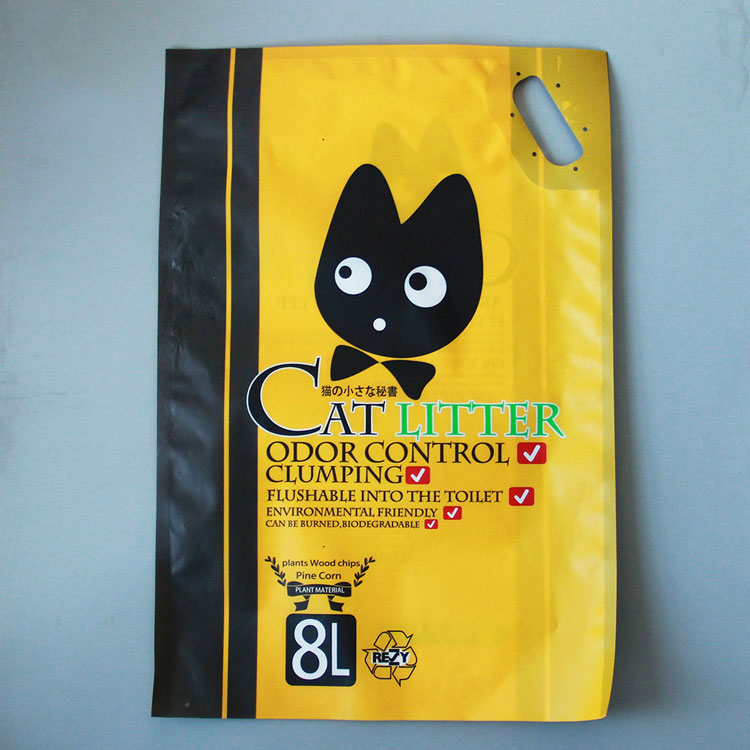 猫の小さな秘書
CAT LITTER
ODOR CONTROL
CLUMPING
FLUSHABLE INTO THE TOILET
ENVIRONMENTAL FRIENDLY
CAN BE BURNED,BIODEGRADABLE
plants Wood chips
Pine Corn
PLANT MATERIAL
8L
REZY